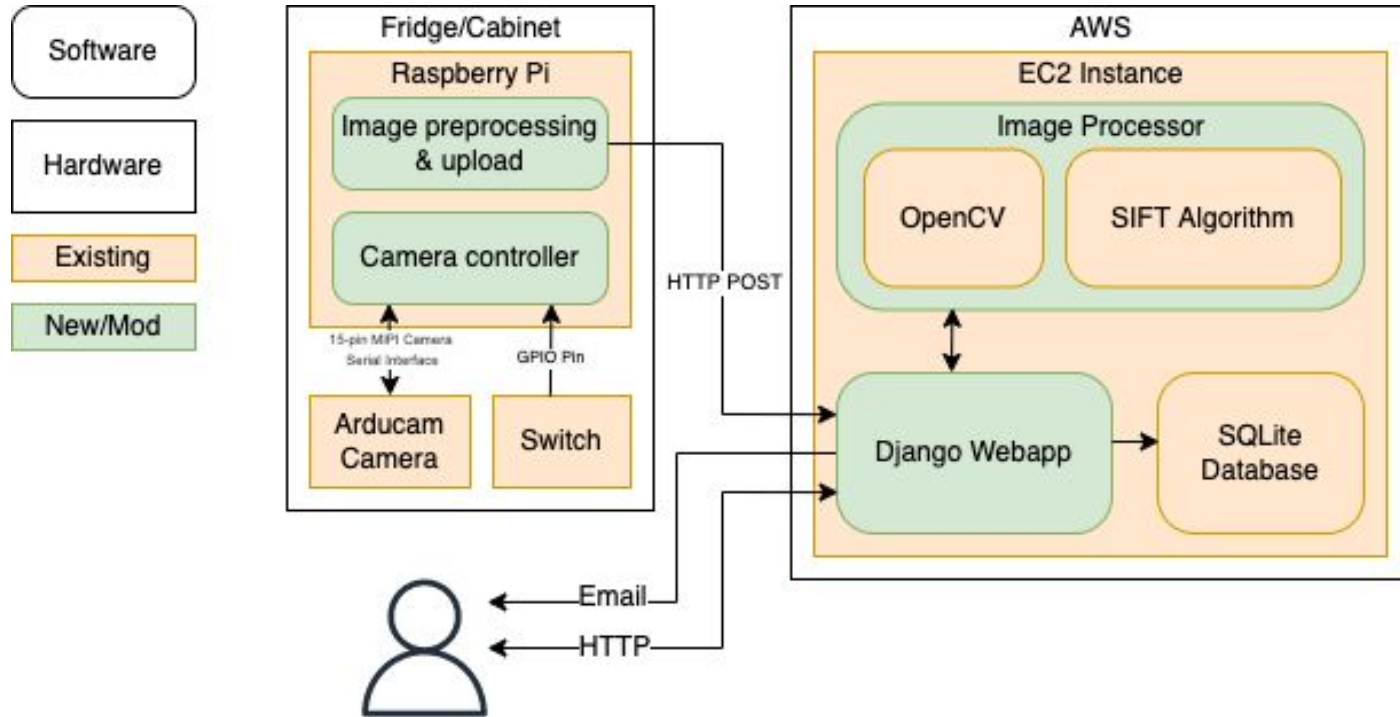 Software
Hardware
Existing
New/Mod
Fridge/Cabinet
Raspberry Pi
Image preprocessing
& upload
Camera controller
15-pin MIPI Camera
Serial Interface
GPIO Pin
Arducam
Camera
Switch
HTTP POST
AWS
EC2 Instance
Image Processor
OpenCV
SIFT Algorithm
Django Webapp
SQLite
Database
Email
HTTP